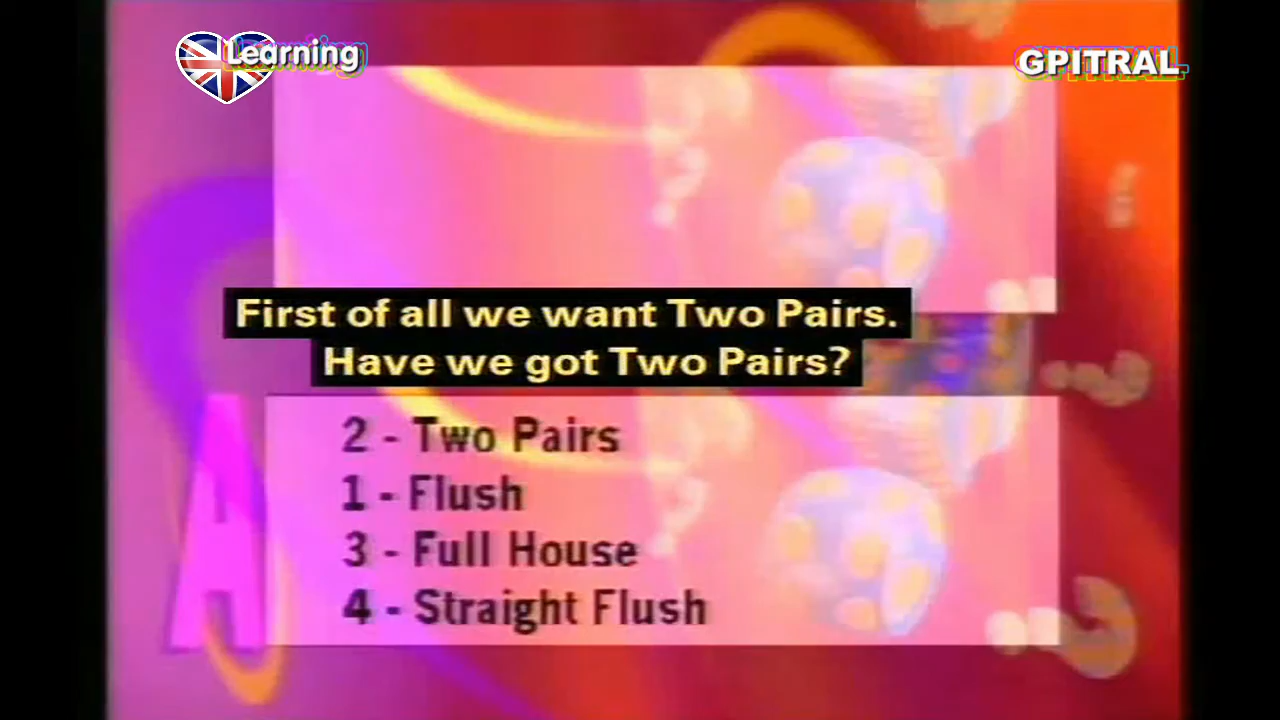 Learning
GPITRAL
First of all we want Two Pairs.
Have we got Two Pairs?
A
2 - Two Pairs
1 - Flush
3 - Full House
4 - Straight Flush